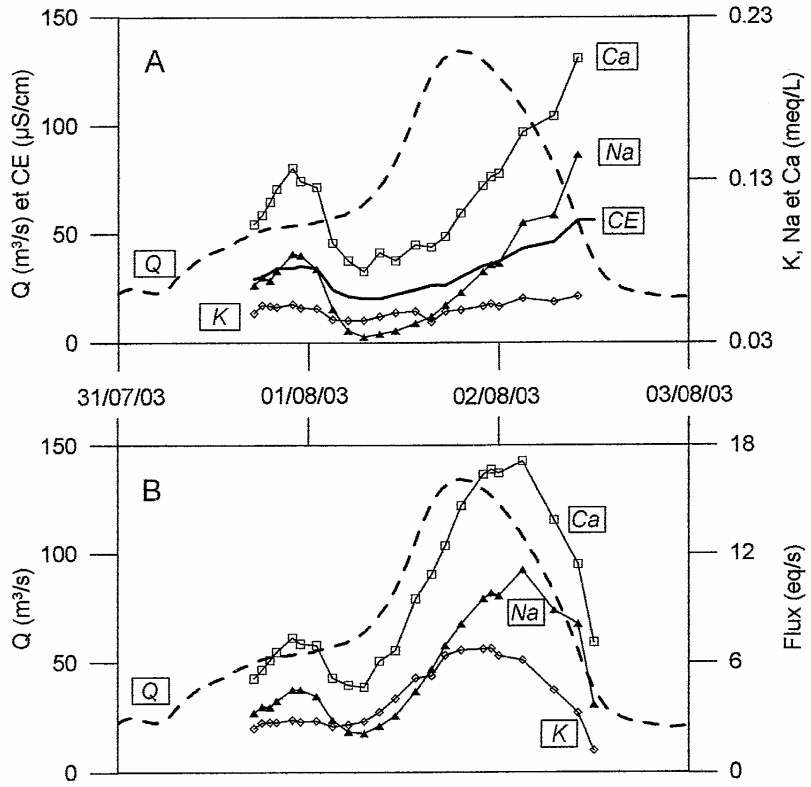 150
100
50
0
Q (m³/s) et CE (µS/cm)
A
Q
K
Ca
Na
CE
0.23
0.13
0.03
K, Na et Ca (meq/L)
31/07/03 01/08/03 02/08/03 03/08/03
150
100
50
0
Q (m³/s)
B
Q
Ca
Na
K
18
12
6
0
Flux (eq/s)